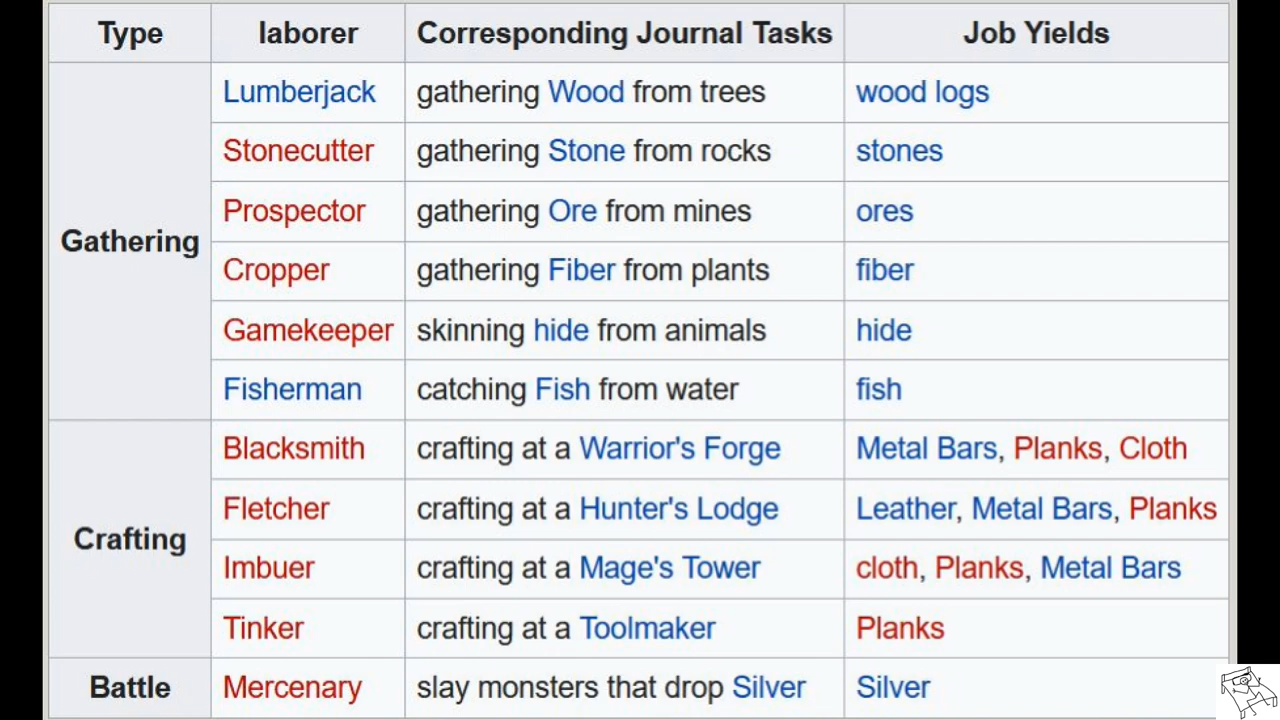 Type laborer Corresponding Journal Tasks Job Yields
Gathering
Lumberjack gathering Wood from trees wood logs
Stonecutter gathering Stone from rocks stones
Prospector gathering Ore from mines ores
Cropper gathering Fiber from plants fiber
Gamekeeper skinning hide from animals hide
Fisherman catching Fish from water fish
Crafting
Blacksmith crafting at a Warrior's Forge Metal Bars, Planks, Cloth
Fletcher crafting at a Hunter's Lodge Leather, Metal Bars, Planks
Imbuer crafting at a Mage's Tower cloth, Planks, Metal Bars
Tinker crafting at a Toolmaker Planks
Battle Mercenary slay monsters that drop Silver Silver